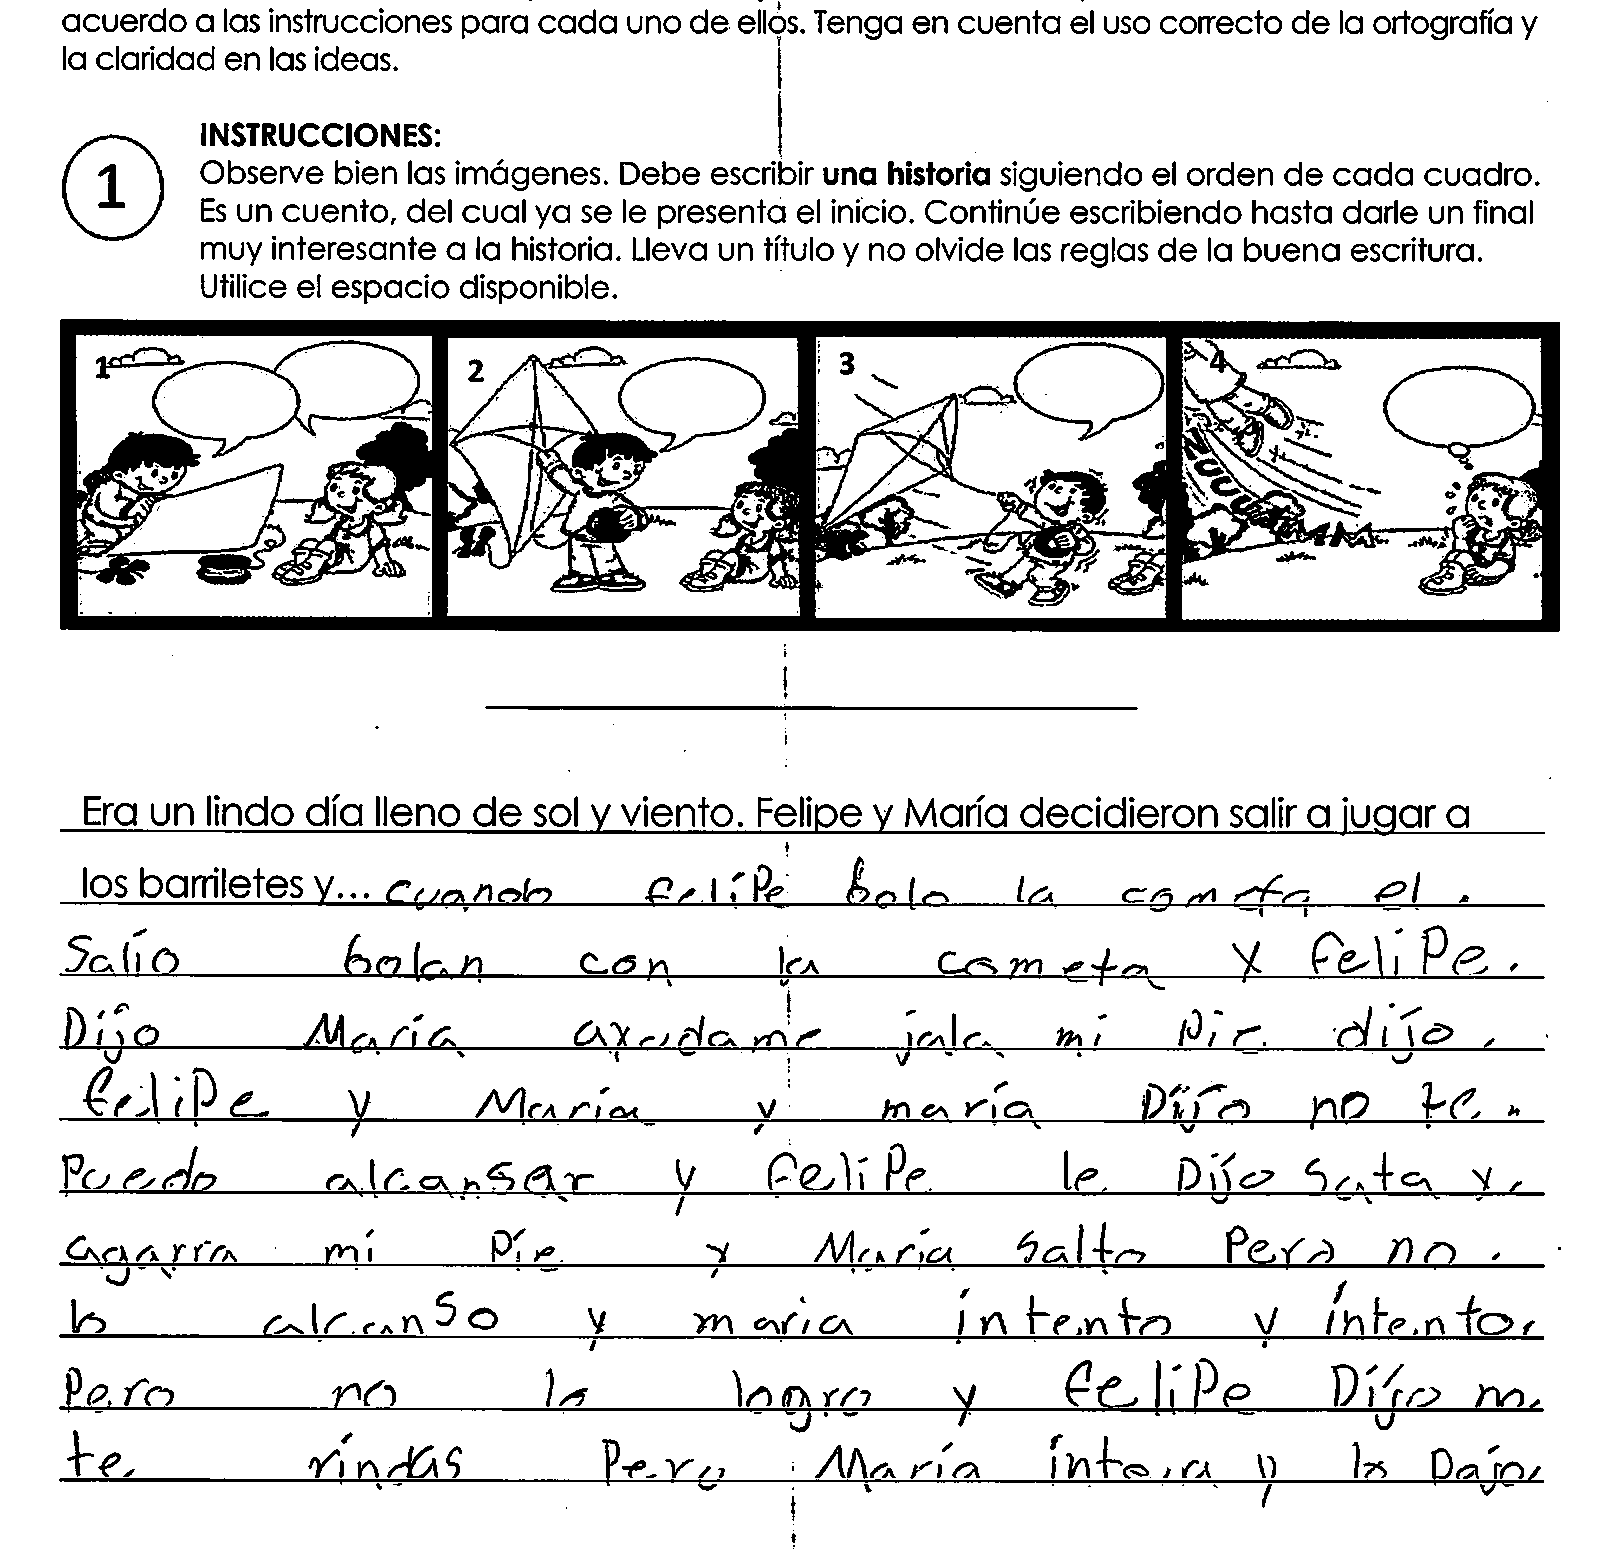 acuerdo a las instrucciones para cada uno de ellos. Tenga en cuenta el uso correcto de la ortografía y
la claridad en las ideas.
1
INSTRUCCIONES:
Observe bien las imágenes. Debe escribir una historia siguiendo el orden de cada cuadro.
Es un cuento, del cual ya se le presenta el inicio. Continúe escribiendo hasta darle un final
muy interesante a la historia. Lleva un título y no olvide las reglas de la buena escritura.
Utilice el espacio disponible.
1 2 3 4
Era un lindo día lleno de sol y viento. Felipe y María decidieron salir a jugar a
los barriletes y... cuando felipe bolo la cometa el.
Salio bolan con la cometa y felipe.
Dijo María ayudame jala mi Pie dijo.
felipe y María y maría Dijo no te.
Puedo alcansar y felipe le Dijo Sata y.
agarra mi Pie y María Salto Pero no.
lo alcanso y maria intento y intento.
Pero no lo logro y felipe Dijo
te rindas Pero María y lo Dajo.